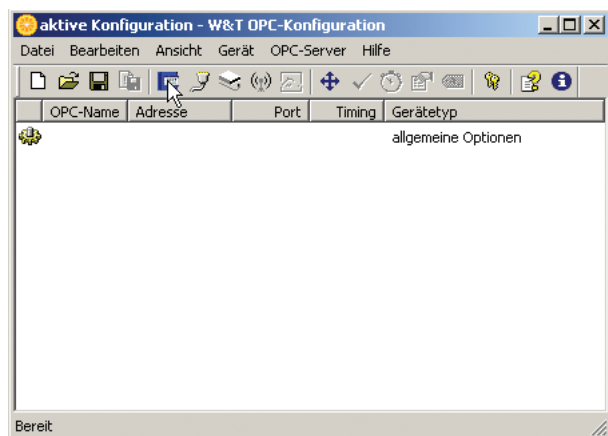 aktive Konfiguration - W&T OPC-Konfiguration
Datei Bearbeiten Ansicht Gerät OPC-Server Hilfe
OPC-Name Adresse Port Timing Gerätetyp
allgemeine Optionen
Bereit